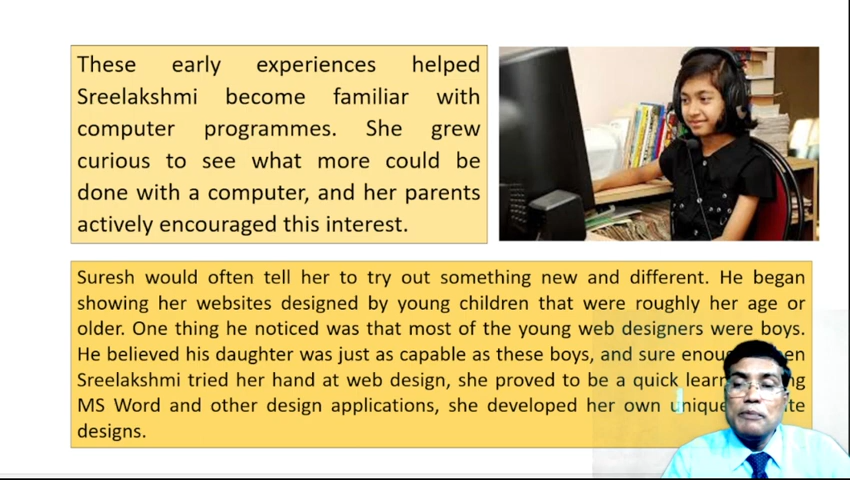 These early experiences helped
Sreelakshmi become familiar with
computer programmes. She grew
curious to see what more could be
done with a computer, and her parents
actively encouraged this interest.
Suresh would often tell her to try out something new and different. He began
showing her websites designed by young children that were roughly her age or
older. One thing he noticed was that most of the young web designers were boys.
He believed his daughter was just as capable as these boys, and sure
Sreelakshmi tried her hand at web design, she proved to be a quick
MS Word and other design applications, she developed her own unique
designs.